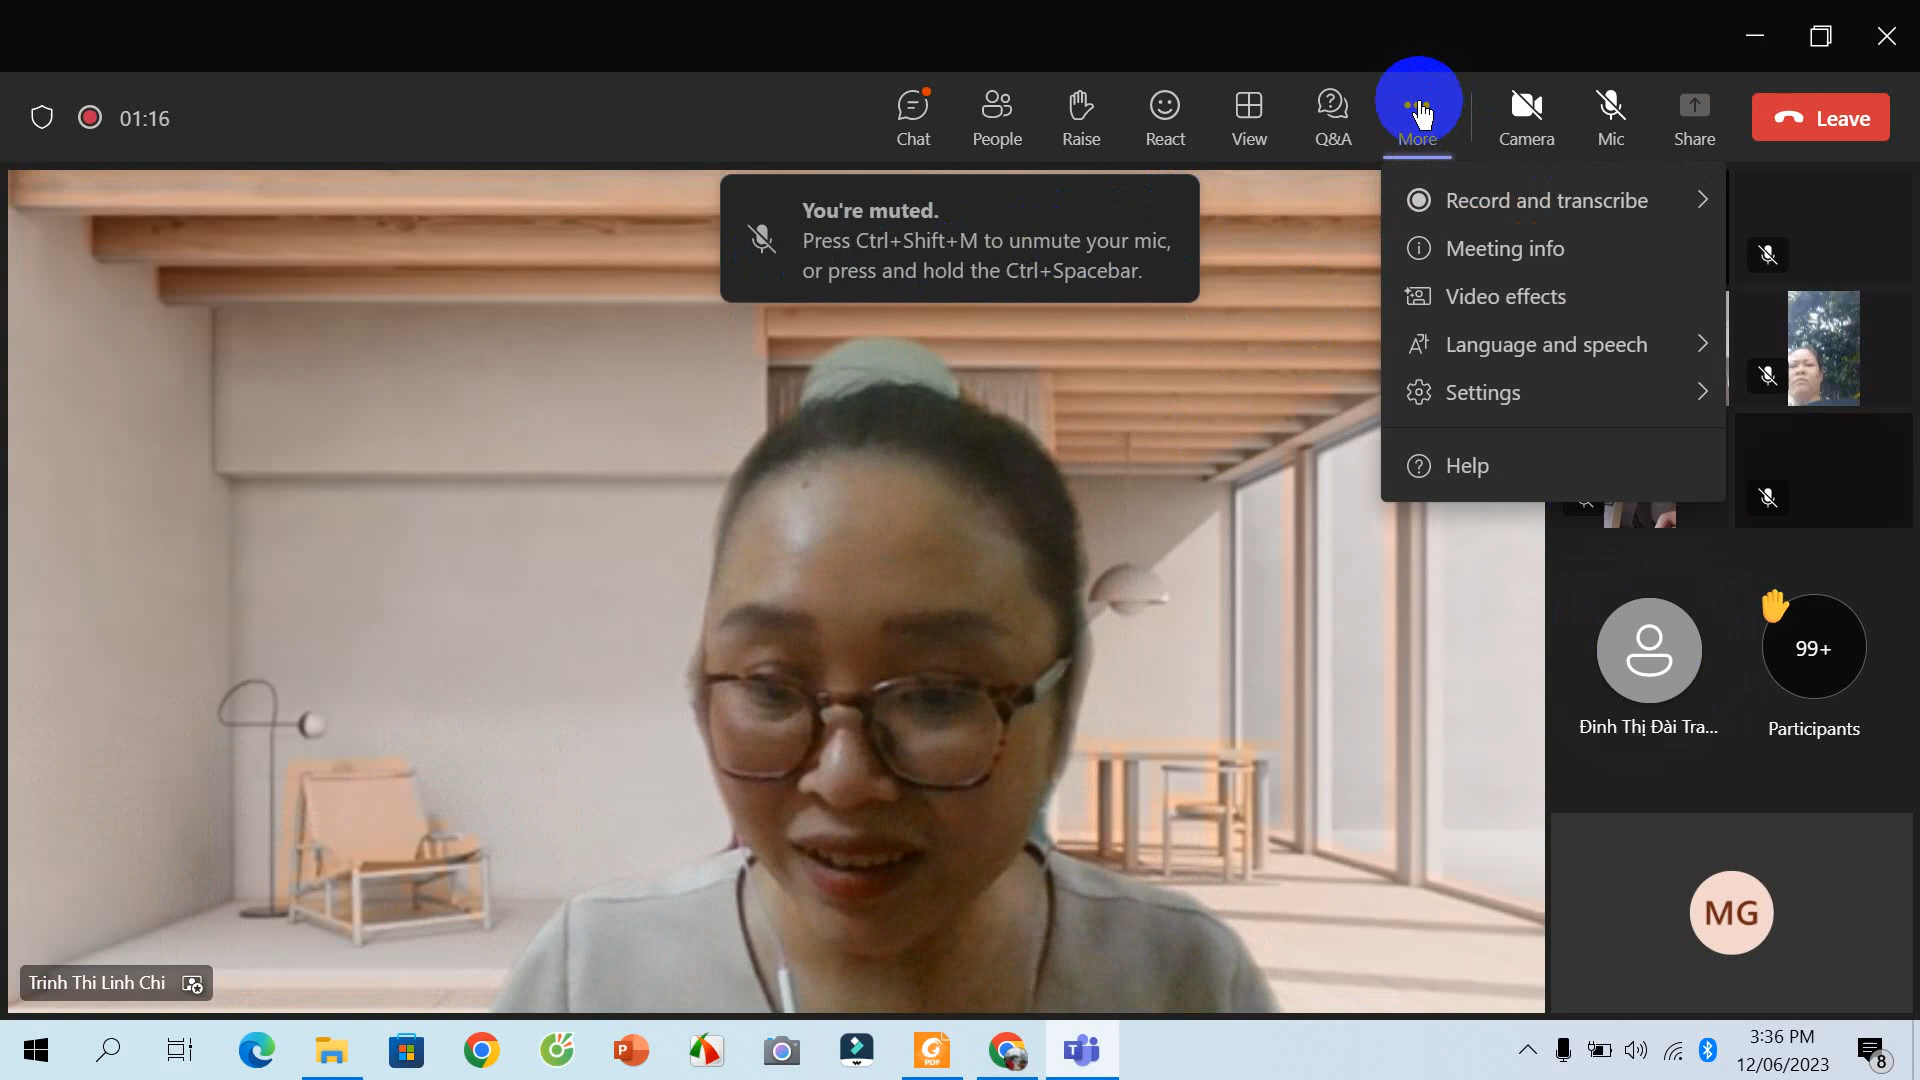 01:16
Chat
People
Raise
React
View
Q&A
More
Camera
Mic
Share
Leave
You're muted.
Press Ctrl+Shift+M to unmute your mic,
or press and hold the Ctrl+Spacebar.
Record and transcribe
Meeting info
Video effects
Language and speech
Settings
Help
99+
Đinh Thị Đài Tra...
Participants
MG
Trinh Thi Linh Chi
P
PDF
T
3:36 PM
12/06/2023
8